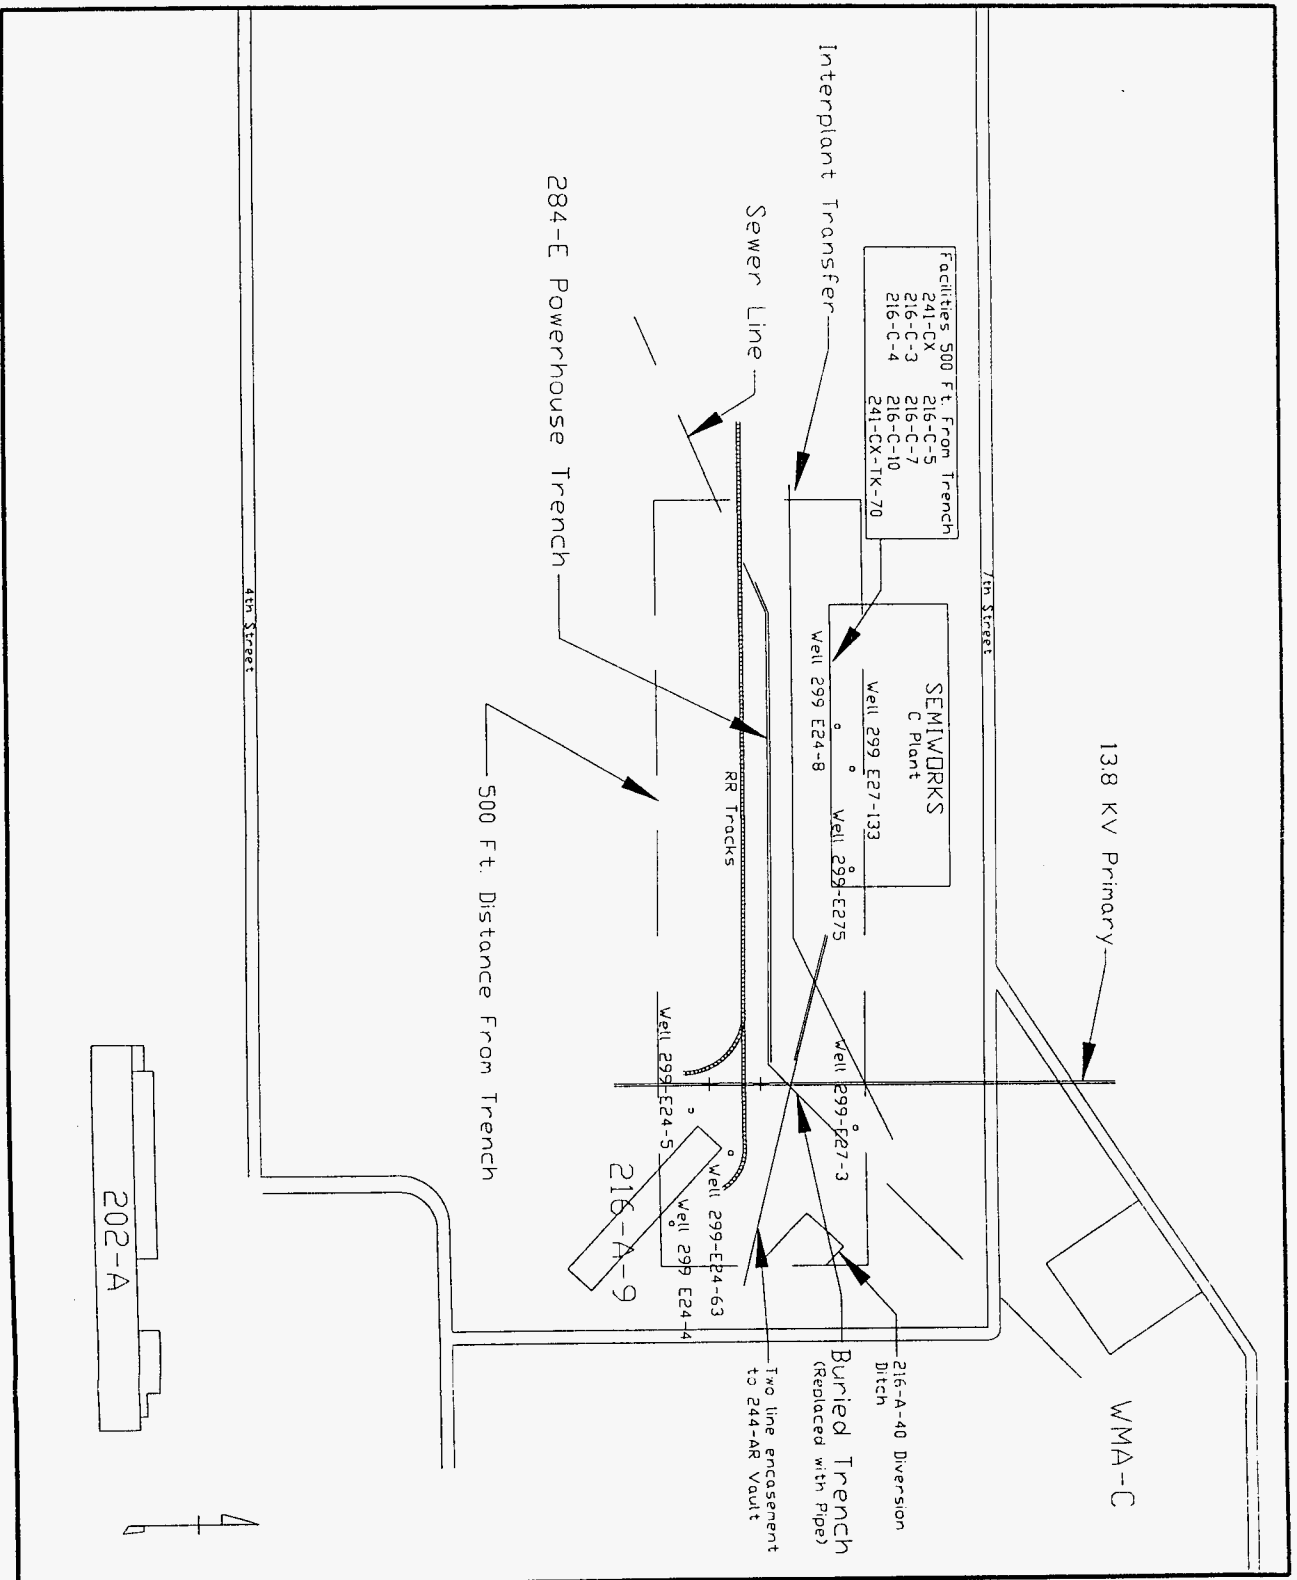 Interplant Transfer
Facilities 500 Ft. From Trench
241-CX 216-C-5
216-C-3 216-C-7
216-C-4 216-C-10
241-CX-TK-70
7th Street
13.8 KV Primary
WMA-C
SEMIWORKS
C Plant
Well 299 E27-133
Well 299 E24-8
Well 299-E275
Well 299-E27-3
Sewer Line
284-E Powerhouse Trench
RR Tracks
500 Ft. Distance From Trench
Well 299-E24-5
Well 299-E24-63
Well 299 E24-4
216-A-9
216-A-40 Diversion
Ditch
Buried Trench
(Replaced with Pipe)
Two line encasement
to 244-AR Vault
4th Street
202-A